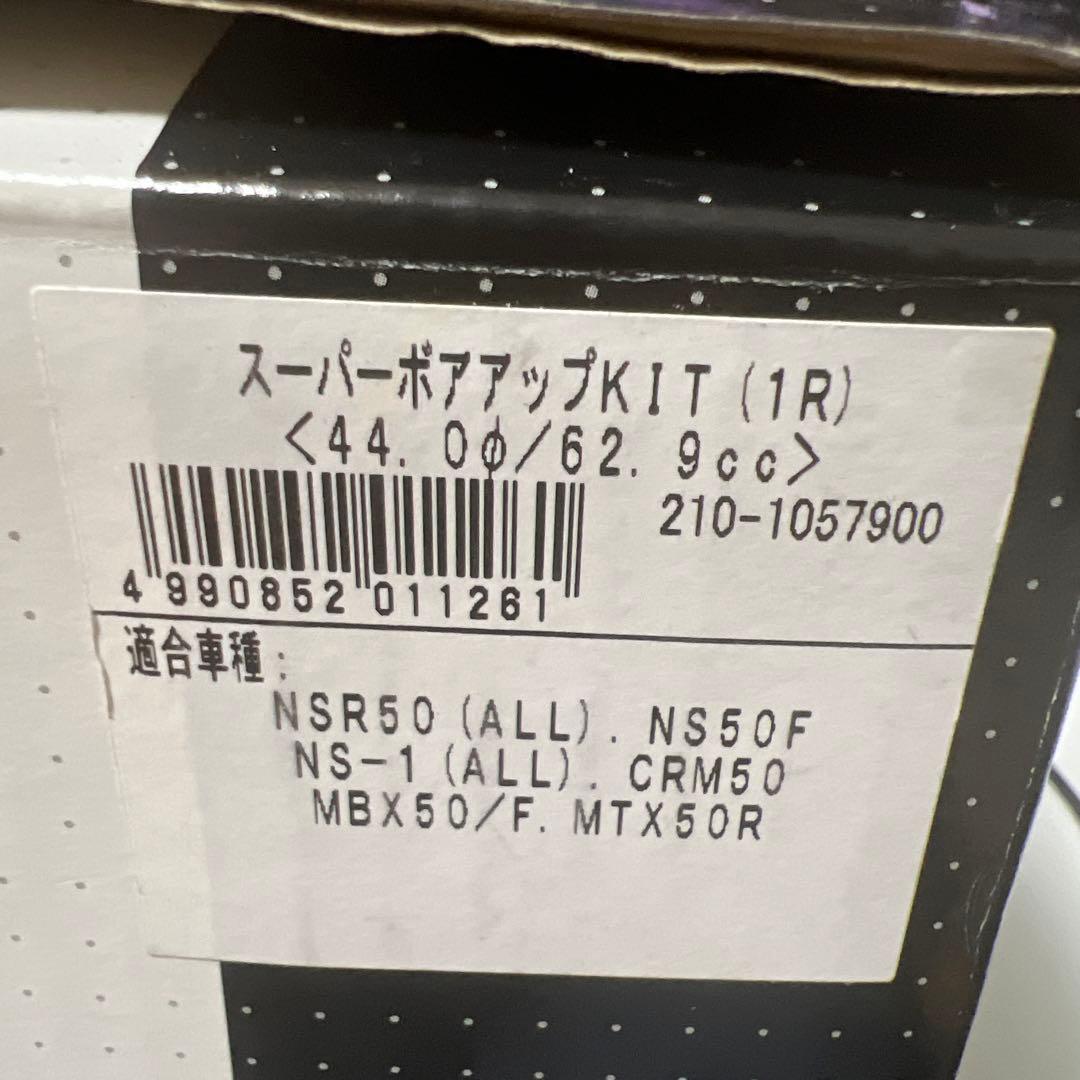 スーパーボアアップKIT(1R)
<44.0φ/62.9cc>
210-1057900
4 990852 011261
適合車種:
NSR50(ALL). NS50F
NS-1(ALL). CRM50
MBX50/F. MTX50R